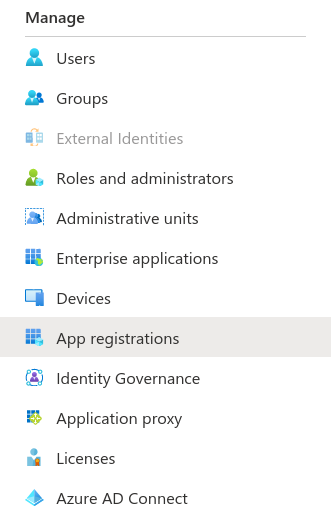 Manage
Users
Groups
External Identities
Roles and administrators
Administrative units
Enterprise applications
Devices
App registrations
Identity Governance
Application proxy
Licenses
Azure AD Connect